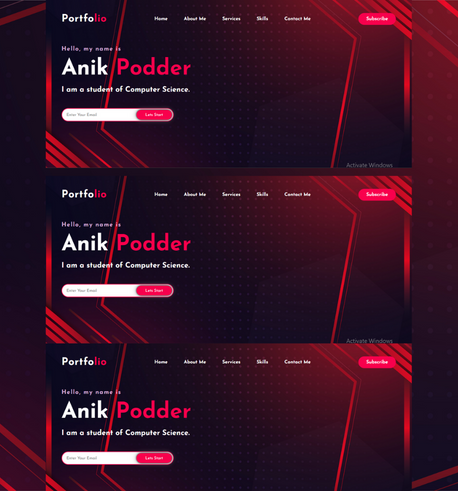 Portfolio Home About Me Services Skills Contact Me Subscribe
Hello, my name is
Anik Podder
I am a student of Computer Science.
Enter Your Email Lets Start
Activate Windows
Portfolio Home About Me Services Skills Contact Me Subscribe
Hello, my name is
Anik Podder
I am a student of Computer Science.
Enter Your Email Lets Start
Activate Windows
Portfolio Home About Me Services Skills Contact Me Subscribe
Hello, my name is
Anik Podder
I am a student of Computer Science.
Enter Your Email Lets Start